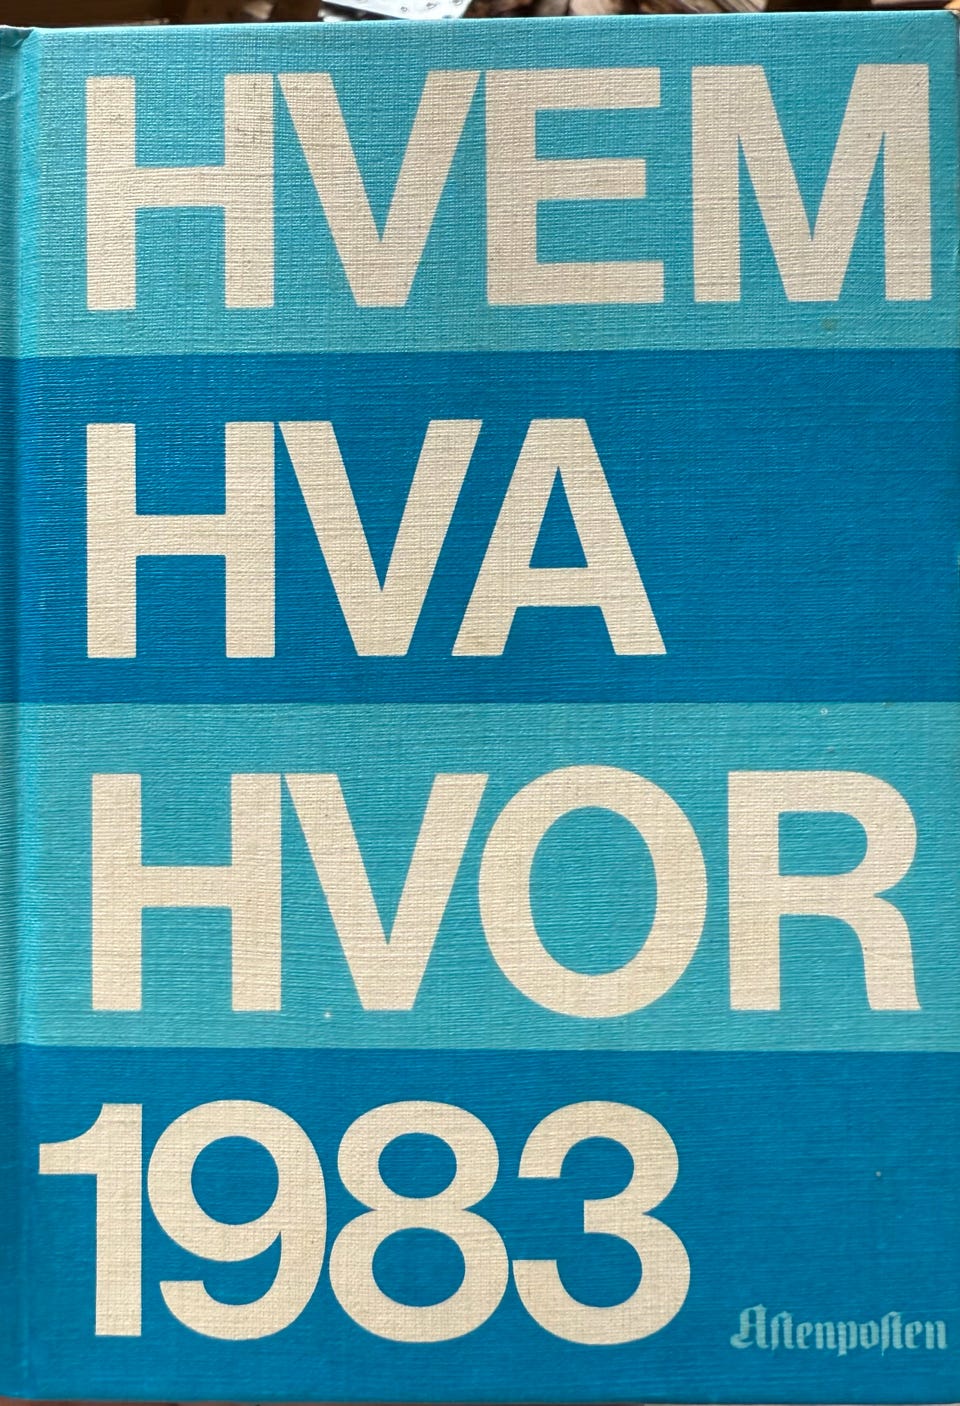 HVEM
HVA
HVOR
1983
Aftenposten